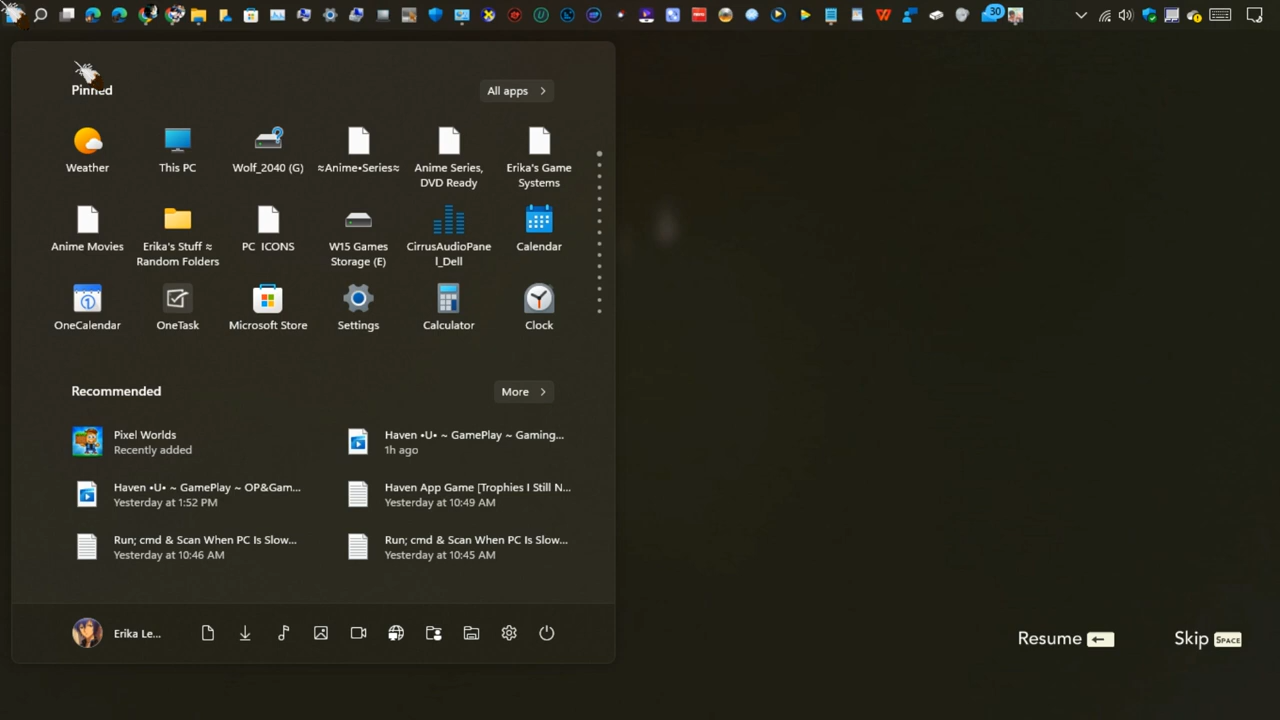 30
Pinned
All apps
Weather
This PC
Wolf_2040 (G)
≈Anime•Series≈
Anime Series,
DVD Ready
Erika's Game
Systems
Anime Movies
Erika's Stuff ≈
Random Folders
PC ICONS
W15 Games
Storage (E)
CirrusAudioPane
l_Dell
Calendar
OneCalendar
OneTask
Microsoft Store
Settings
Calculator
Clock
Recommended
More
Pixel Worlds
Recently added
Haven •U• ~ GamePlay ~ Gaming...
1h ago
Haven •U• ~ GamePlay ~ OP&Gam...
Yesterday at 1:52 PM
Haven App Game [Trophies I Still N...
Yesterday at 10:49 AM
Run; cmd & Scan When PC Is Slow...
Yesterday at 10:46 AM
Run; cmd & Scan When PC Is Slow...
Yesterday at 10:45 AM
Erika Le...
Resume
Skip SPACE